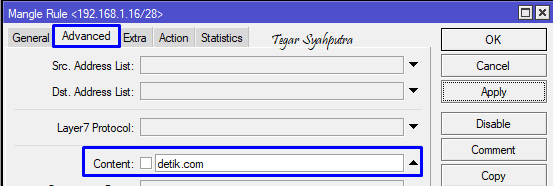 Mangle Rule <192.168.1.16/28>
General Advanced Extra Action Statistics
Tegar Syahputra
OK
Src. Address List:
Cancel
Dst. Address List:
Apply
Layer7 Protocol:
Disable
Content: detik.com
Comment
Copy